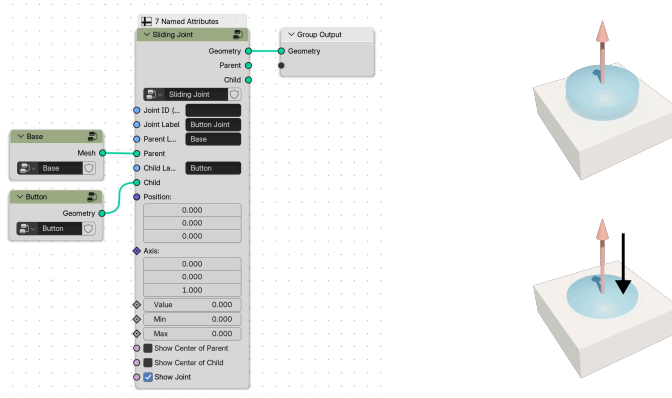 7 Named Attributes
Sliding Joint
Geometry
Parent
Child
Sliding Joint
Joint ID (...
Joint Label Button Joint
Parent L... Base
Parent
Child La... Button
Child
Position:
0.000
0.000
0.000
Axis:
0.000
0.000
1.000
Value 0.000
Min 0.000
Max 0.000
Show Center of Parent
Show Center of Child
Show Joint
Group Output
Geometry
Base
Mesh
Base
Button
Geometry
Button